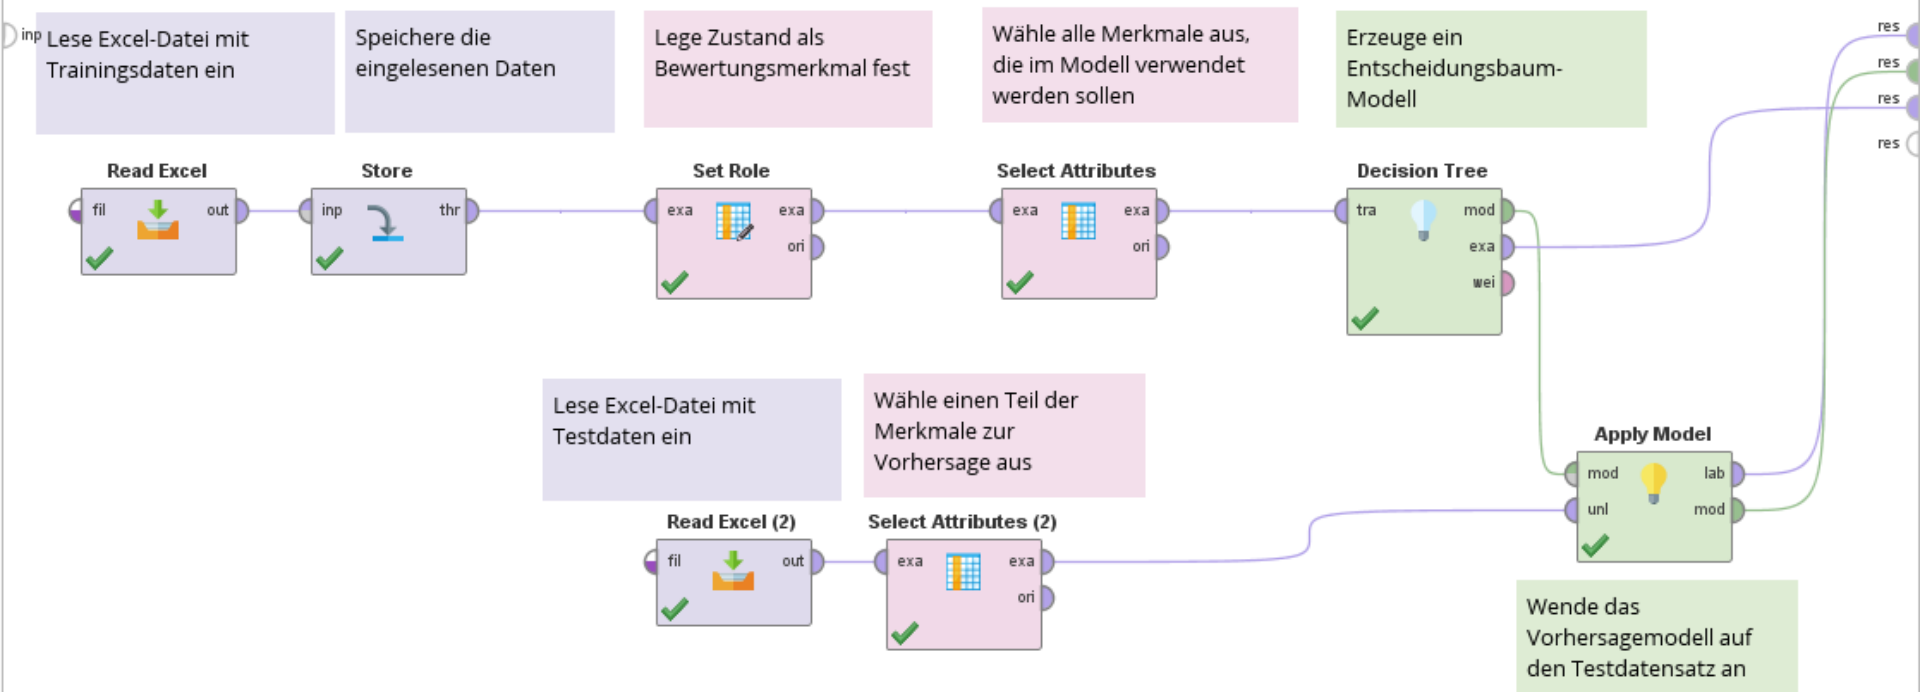 inp
Lese Excel-Datei mit
Trainingsdaten ein
Speichere die
eingelesenen Daten
Lege Zustand als
Bewertungsmerkmal fest
Wähle alle Merkmale aus,
die im Modell verwendet
werden sollen
Erzeuge ein
Entscheidungsbaum-
Modell
res
res
res
res
Read Excel
fil
out
Store
inp
thr
Set Role
exa
exa
ori
Select Attributes
exa
exa
ori
Decision Tree
tra
mod
exa
wei
Lese Excel-Datei mit
Testdaten ein
Wähle einen Teil der
Merkmale zur
Vorhersage aus
Read Excel (2)
fil
out
Select Attributes (2)
exa
exa
ori
Apply Model
mod
lab
unl
mod
Wende das
Vorhersagemodell auf
den Testdatensatz an